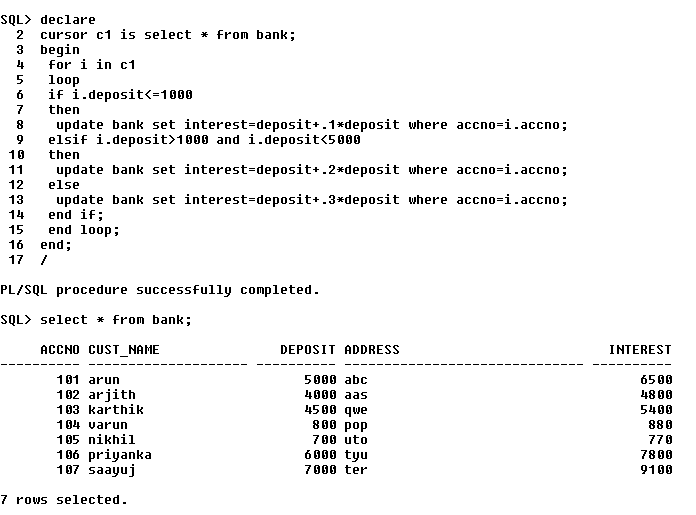 SQL> declare
  2  cursor c1 is select * from bank;
  3  begin
  4   for i in c1
  5   loop
  6   if i.deposit<=1000
  7   then
  8    update bank set interest=deposit+.1*deposit where accno=i.accno;
  9   elsif i.deposit>1000 and i.deposit<5000
 10   then
 11    update bank set interest=deposit+.2*deposit where accno=i.accno;
 12   else
 13    update bank set interest=deposit+.3*deposit where accno=i.accno;
 14   end if;
 15   end loop;
 16  end;
 17  /
PL/SQL procedure successfully completed.
SQL> select * from bank;
     ACCNO CUST_NAME               DEPOSIT ADDRESS                          INTEREST
---------- -------------------- ---------- ------------------------------ ----------
       101 arun                       5000 abc                                  6500
       102 arjith                     4000 aas                                  4800
       103 karthik                    4500 qwe                                  5400
       104 varun                       800 pop                                   880
       105 nikhil                      700 uto                                   770
       106 priyanka                   6000 tyu                                  7800
       107 saayuj                     7000 ter                                  9100
7 rows selected.